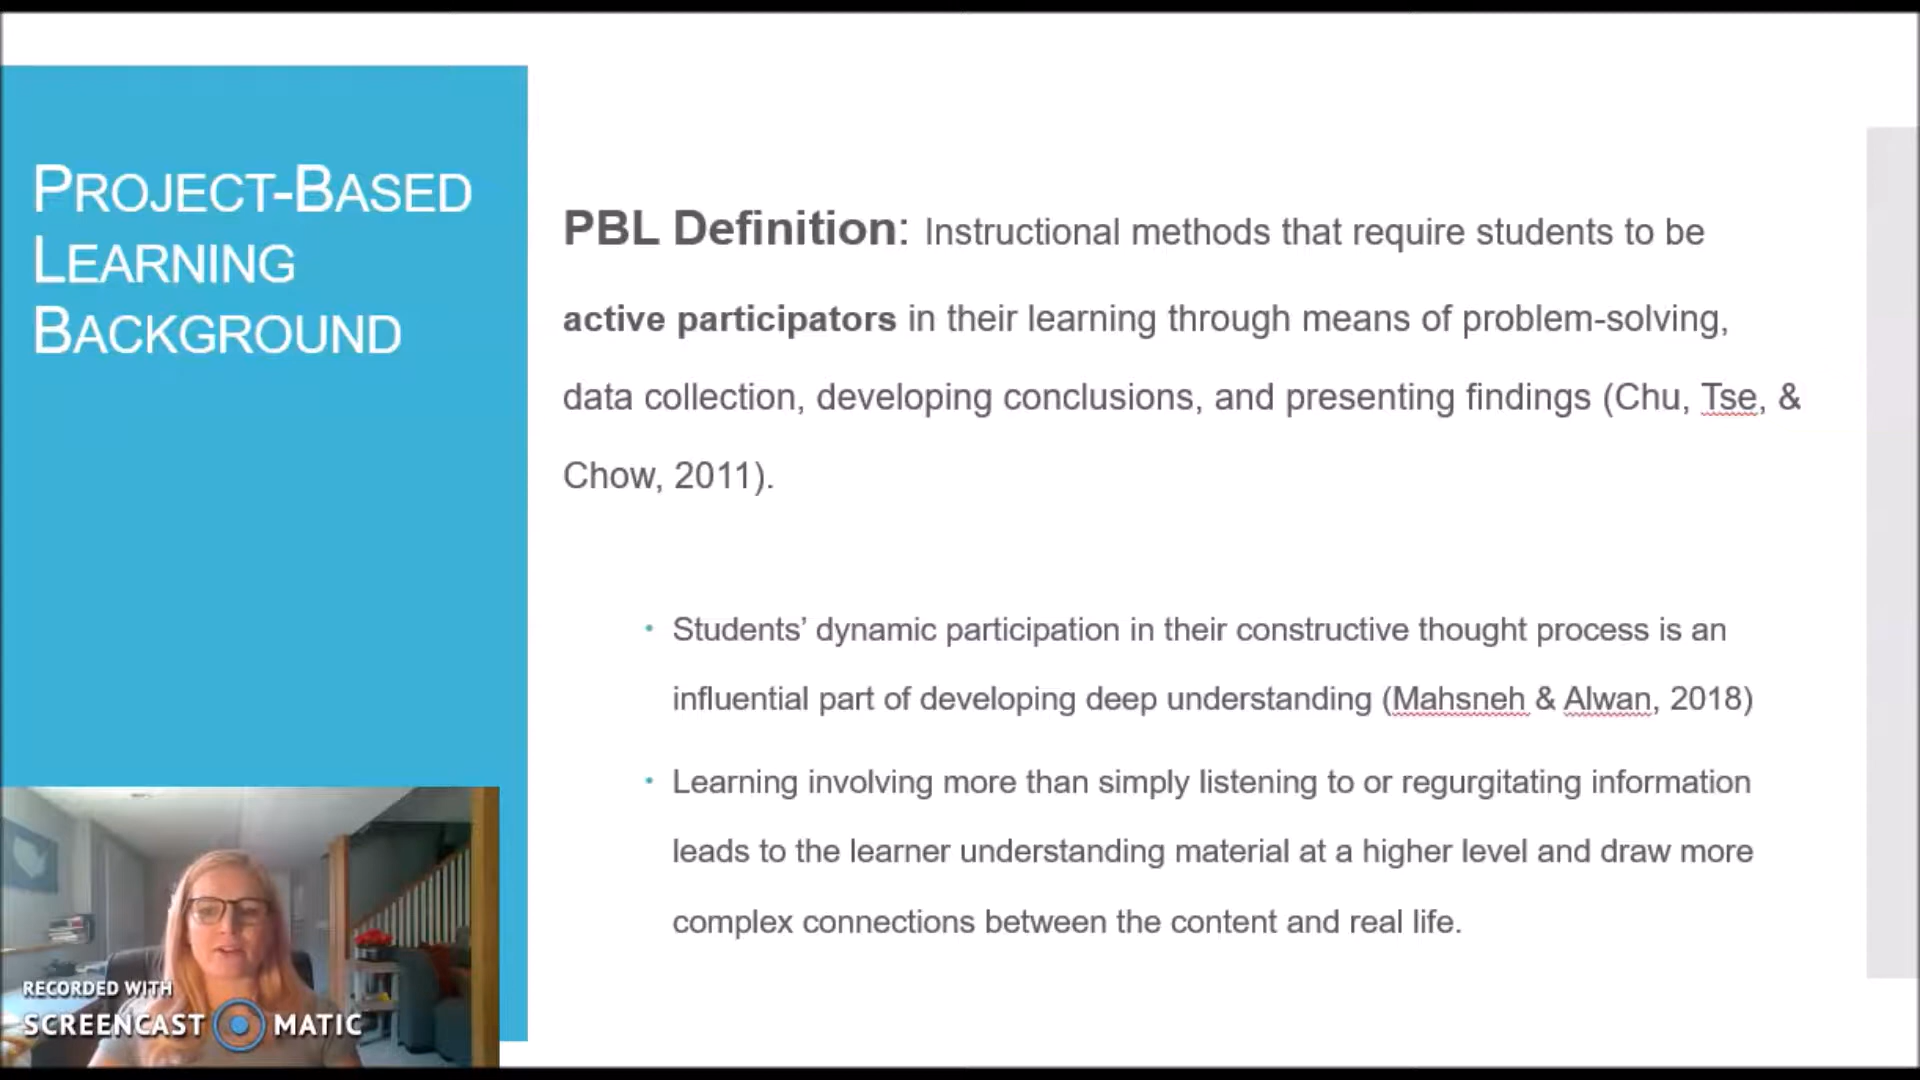 PROJECT-BASED
LEARNING
BACKGROUND
PBL Definition: Instructional methods that require students to be
active participators in their learning through means of problem-solving,
data collection, developing conclusions, and presenting findings (Chu, Tse, &
Chow, 2011).
• Students’ dynamic participation in their constructive thought process is an
influential part of developing deep understanding (Mahsneh & Alwan, 2018)
• Learning involving more than simply listening to or regurgitating information
leads to the learner understanding material at a higher level and draw more
complex connections between the content and real life.
RECORDED WITH
SCREENCAST MATIC